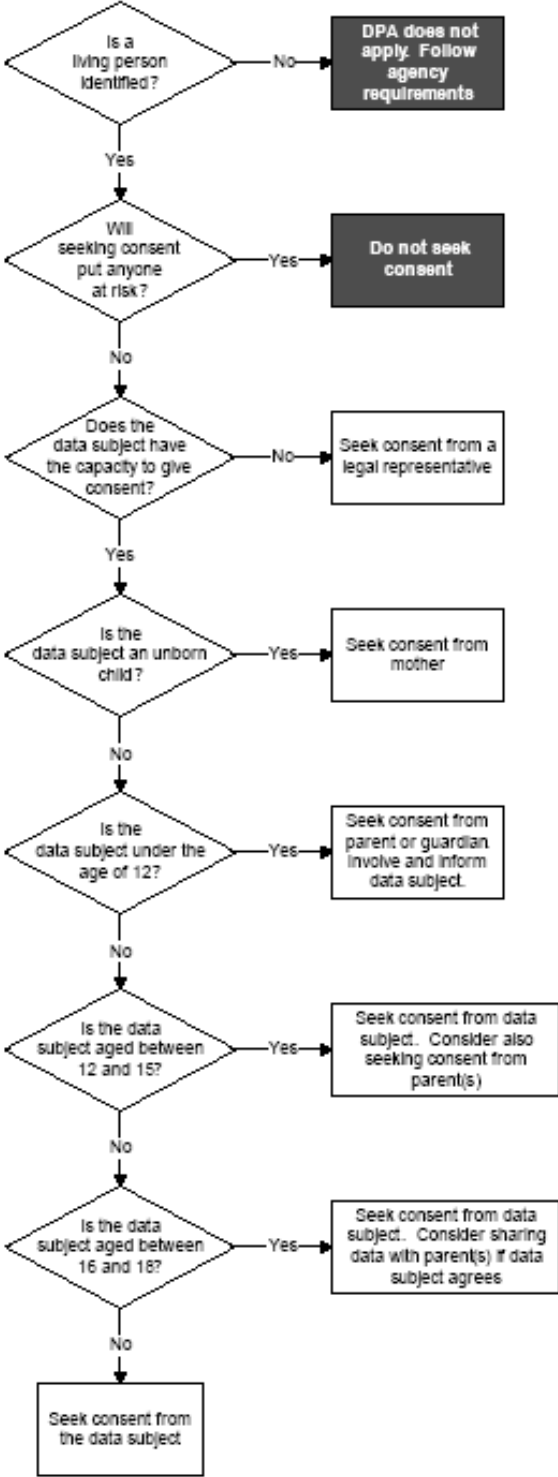 Is a
living person
identified?
No
DPA does not
apply. Follow
agency
requirements
Yes
Will
seeking consent
put anyone
at risk?
Yes
Do not seek
consent
No
Does the
data subject have
the capacity to give
consent?
No
Seek consent from a
legal representative
Yes
Is the
data subject an unborn
child?
Yes
Seek consent from
mother
No
Is the
data subject under the
age of 12?
Yes
Seek consent from
parent or guardian
Involve and inform
data subject.
No
Is the data
subject aged between
12 and 15?
Yes
Seek consent from data
subject. Consider also
seeking consent from
parent(s)
No
Is the data
subject aged between
16 and 18?
Yes
Seek consent from data
subject. Consider sharing
data with parent(s) if data
subject agrees
No
Seek consent from
the data subject